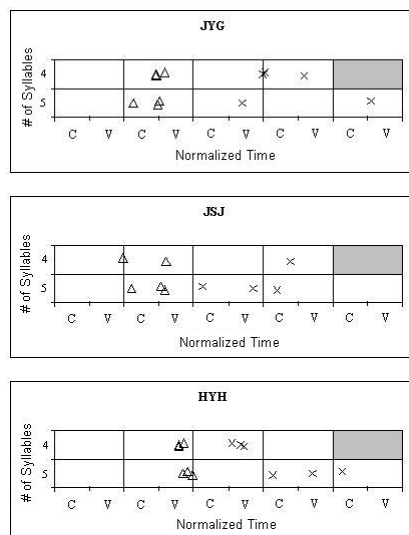 JYG
# of Syllables
4
5
C V C V C V C V C V
Normalized Time
JSJ
# of Syllables
4
5
C V C V C V C V C V
Normalized Time
HYH
# of Syllables
4
5
C V C V C V C V C V
Normalized Time